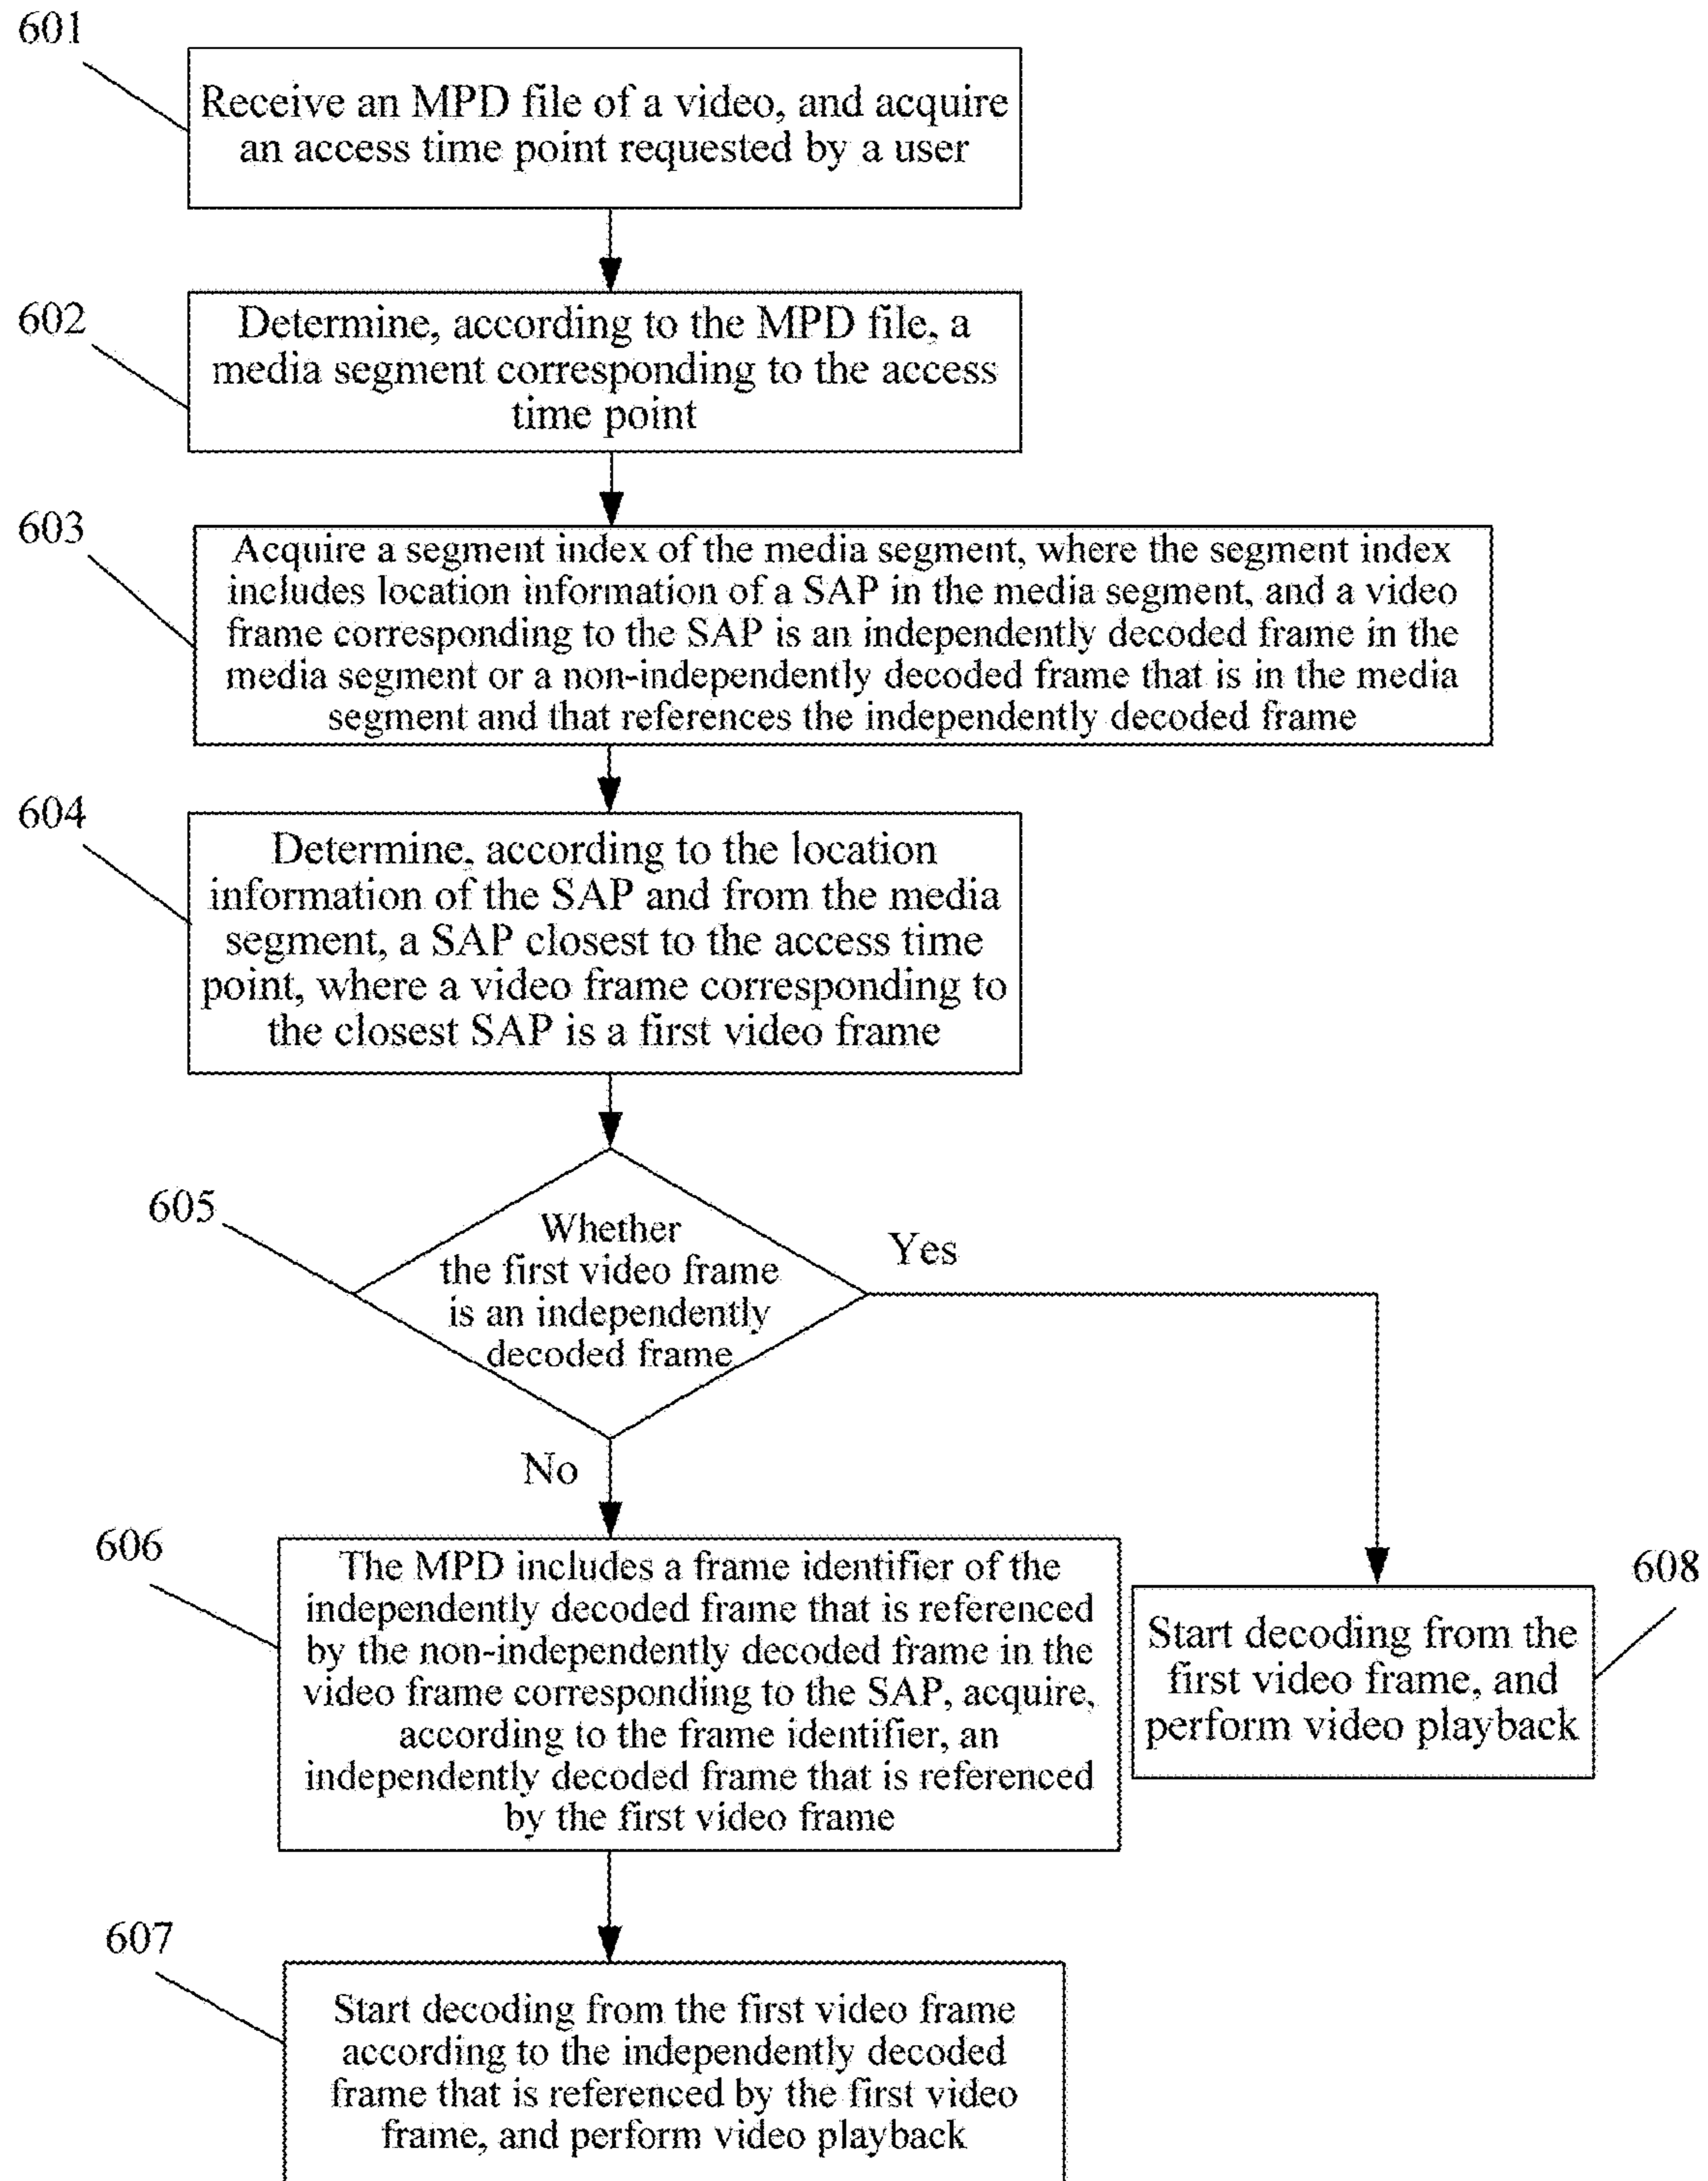 601
Receive an MPD file of a video, and acquire
an access time point requested by a user
602
Determine, according to the MPD file, a
media segment corresponding to the access
time point
603
Acquire a segment index of the media segment, where the segment index
includes location information of a SAP in the media segment, and a video
frame corresponding to the SAP is an independently decoded frame in the
media segment or a non-independently decoded frame that is in the media
segment and that references the independently decoded frame
604
Determine, according to the location
information of the SAP and from the media
segment, a SAP closest to the access time
point, where a video frame corresponding to
the closest SAP is a first video frame
605
Whether
the first video frame
is an independently
decoded frame
Yes
No
606
The MPD includes a frame identifier of the
independently decoded frame that is referenced
by the non-independently decoded frame in the
video frame corresponding to the SAP, acquire,
according to the frame identifier, an
independently decoded frame that is referenced
by the first video frame
608
Start decoding from the
first video frame, and
perform video playback
607
Start decoding from the first video frame
according to the independently decoded
frame that is referenced by the first video
frame, and perform video playback